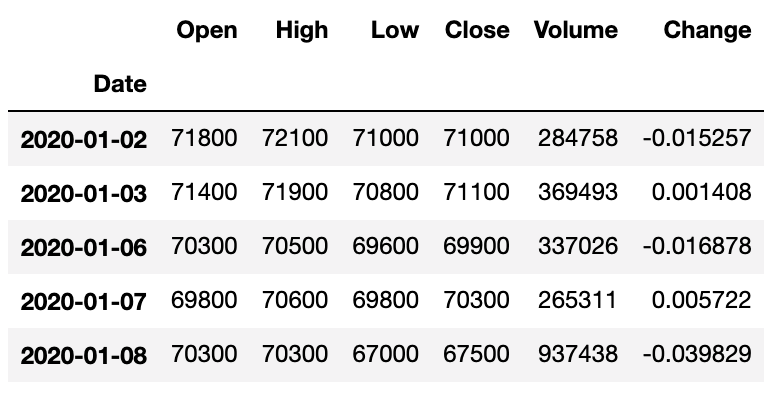 Open High Low Close Volume Change
Date
2020-01-02 71800 72100 71000 71000 284758 -0.015257
2020-01-03 71400 71900 70800 71100 369493 0.001408
2020-01-06 70300 70500 69600 69900 337026 -0.016878
2020-01-07 69800 70600 69800 70300 265311 0.005722
2020-01-08 70300 70300 67000 67500 937438 -0.039829